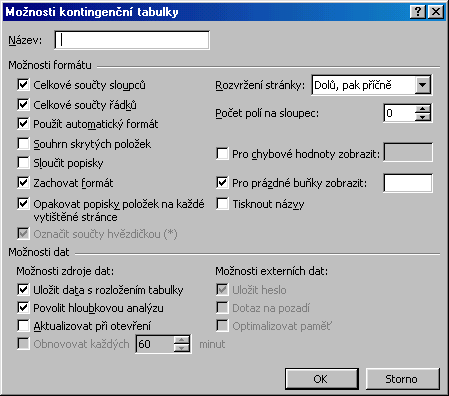 Možnosti kontingenční tabulky
Název:
Možnosti formátu
Celkové součty sloupců
Rozvržení stránky:
Dolů, pak příčně
Celkové součty řádků
Počet polí na sloupec:
0
Použít automatický formát
Souhrn skrytých položek
Pro chybové hodnoty zobrazit:
Sloučit popisky
Zachovat formát
Pro prázdné buňky zobrazit:
Opakovat popisky položek na každé
vytištěné stránce
Tisknout názvy
Označit součty hvězdičkou (*)
Možnosti dat
Možnosti zdroje dat:
Možnosti externích dat:
Uložit data s rozložením tabulky
Uložit heslo
Povolit hloubkovou analýzu
Dotaz na pozadí
Aktualizovat při otevření
Optimalizovat paměť
Obnovovat každých 60 minut
OK
Storno